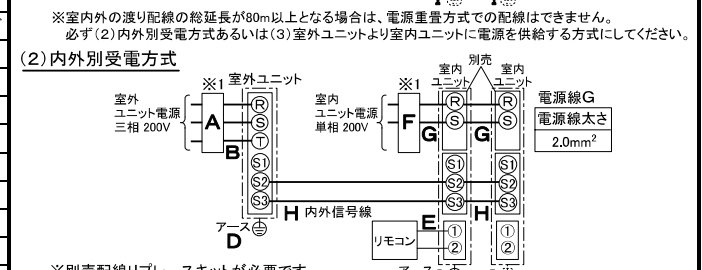 ※室内外の渡り配線の総延長が80m以上となる場合は、電源重畳方式での配線はできません。
必ず(2)内外別受電方式あるいは(3)室外ユニットより室内ユニットに電源を供給する方式にしてください。
(2)内外別受電方式
※1
室外ユニット
室外
ユニット電源
三相 200V
A
B
R
S
T
S1
S2
S3
アース
D
H 内外信号線
※1
室内
ユニット電源
単相 200V
F
G
室内
ユニット
別売
室内
ユニット
R
S
S1
S2
S3
①
②
G
H
R
S
S1
S2
S3
①
②
リモコン
E
電源線G
電源線太さ
2.0mm²